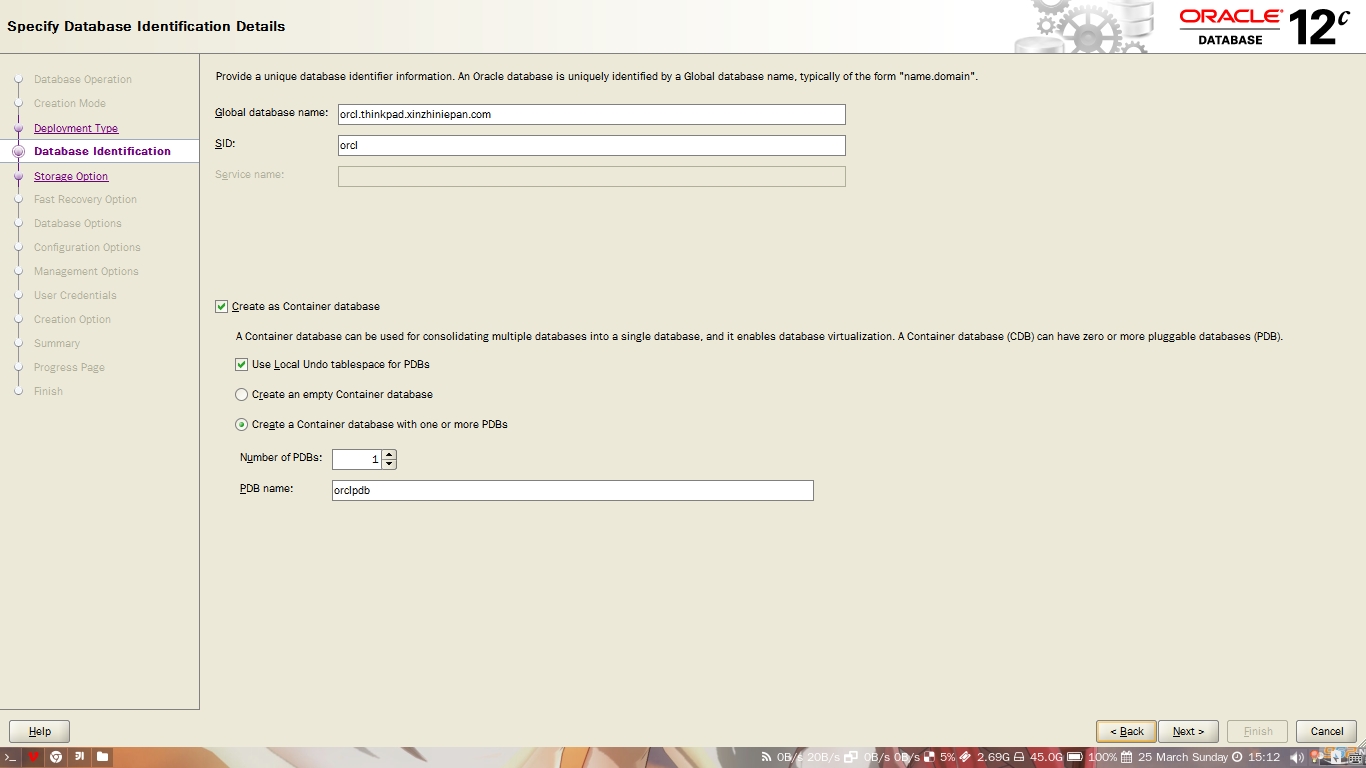 Specify Database Identification Details
ORACLE
DATABASE
12c
Database Operation
Creation Mode
Deployment Type
Database Identification
Storage Option
Fast Recovery Option
Database Options
Configuration Options
Management Options
User Credentials
Creation Option
Summary
Progress Page
Finish
Provide a unique database identifier information. An Oracle database is uniquely identified by a Global database name, typically of the form "name.domain".
Global database name: orcl.thinkpad.xinzhiniepan.com
SID: orcl
Service name:
Create as Container database
A Container database can be used for consolidating multiple databases into a single database, and it enables database virtualization. A Container database (CDB) can have zero or more pluggable databases (PDB).
Use Local Undo tablespace for PDBs
Create an empty Container database
Create a Container database with one or more PDBs
Number of PDBs: 1
PDB name: orclpdb
Help < Back Next > Finish Cancel
0B/s 20B/s 0B/s 0B/s 5% 2.69G 45.0G 100% 25 March Sunday 15:12